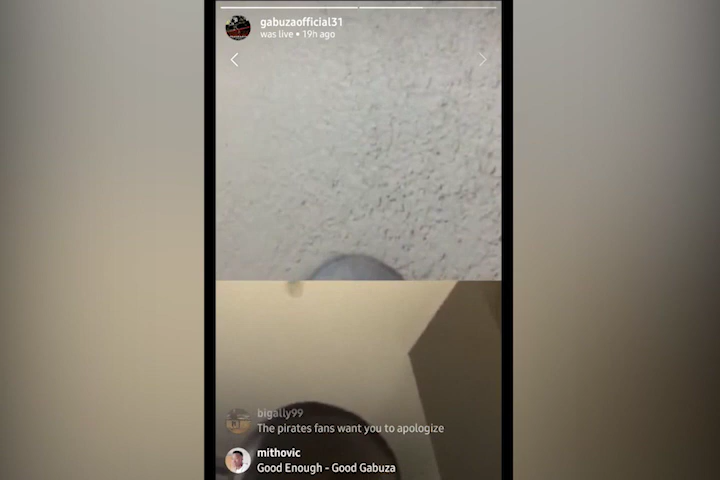 gabuzaofficial31
was live • 19h ago
bigally99
The pirates fans want you to apologize
mithovic
Good Enough - Good Gabuza